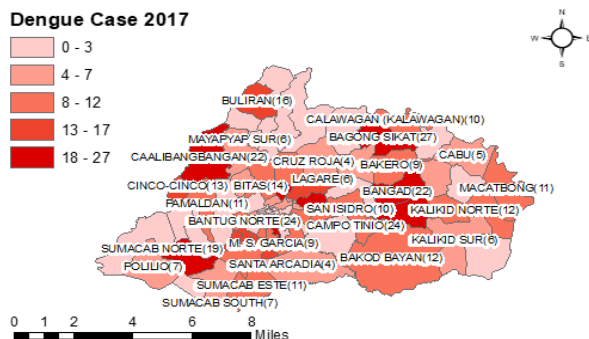 Dengue Case 2017
0 - 3
4 - 7
8 - 12
13 - 17
18 - 27
N
W
E
S
BULIRAN(16)
CALAWAGAN (KALAWAGAN)(10)
MAYAPYAP SUR(6)
BAGONG SIKAT(27)
CAALIBANGBANGAN(22)
CRUZ ROJA(4)
BAKERO(9)
CABU(5)
LAGARE(6)
CINCO-CINCO(13)
BITAS(14)
BANGAD(22)
MACATBONG(11)
PAMALDAN(11)
SAN ISIDRO(10)
KALIKID NORTE(12)
BANTUG NORTE(24)
CAMPO TINIO(24)
SUMACAB NORTE(19)
M. S. GARCIA(9)
KALIKID SUR(6)
POLILIO(7)
SANTA ARCADIA(4)
BAKOD BAYAN(12)
SUMACAB ESTE(11)
SUMACAB SOUTH(7)
0 1 2 4 6 8
Miles